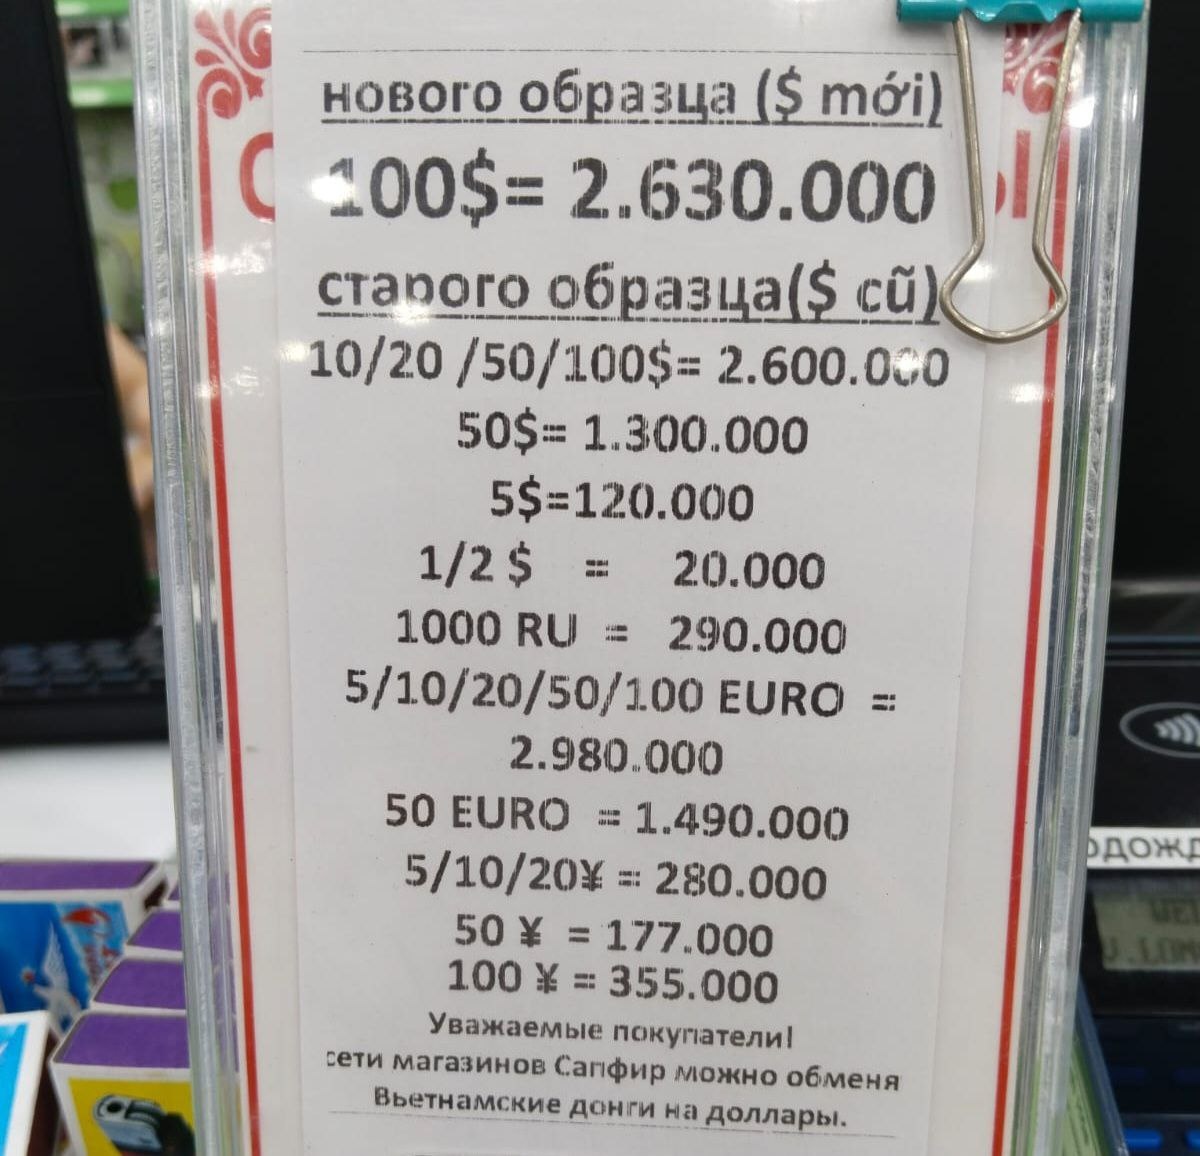 нового образца ($ mới)
100$= 2.630.000
старого образца($ cũ)
10/20 /50/100$= 2.600.000
50$= 1.300.000
5$=120.000
1/2 $ = 20.000
1000 RU = 290.000
5/10/20/50/100 EURO =
2.980.000
50 EURO = 1.490.000
5/10/20¥ = 280.000
50 ¥ = 177.000
100 ¥ = 355.000
Уважаемые покупатели!
сети магазинов Сапфир можно обменя
Вьетнамские донги на доллары.